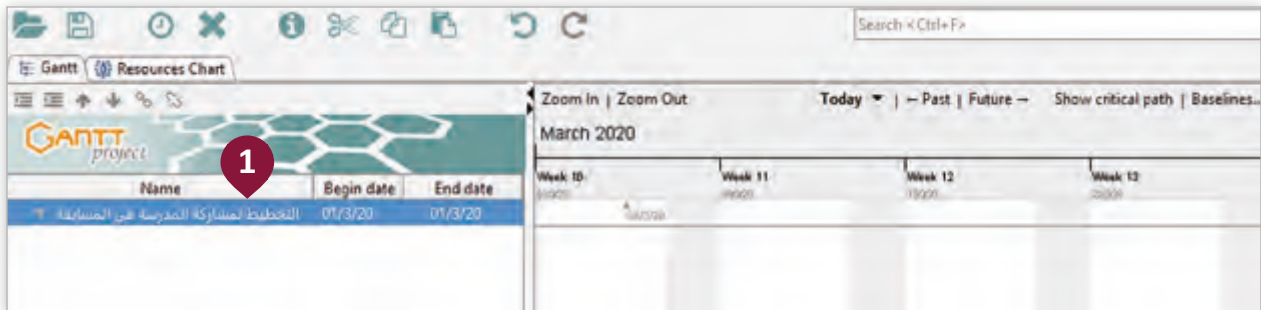 Search <Ctrl+F>
Gantt
Resources Chart
Zoom In | Zoom Out
Today
← Past | Future →
Show critical path | Baselines...
GANTT
project
March 2020
1
Week 10
Week 11
Week 12
Week 13
Name
Begin date
End date
التخطيط لمشاركة المدرسة في المسابقة
01/3/20
01/3/20